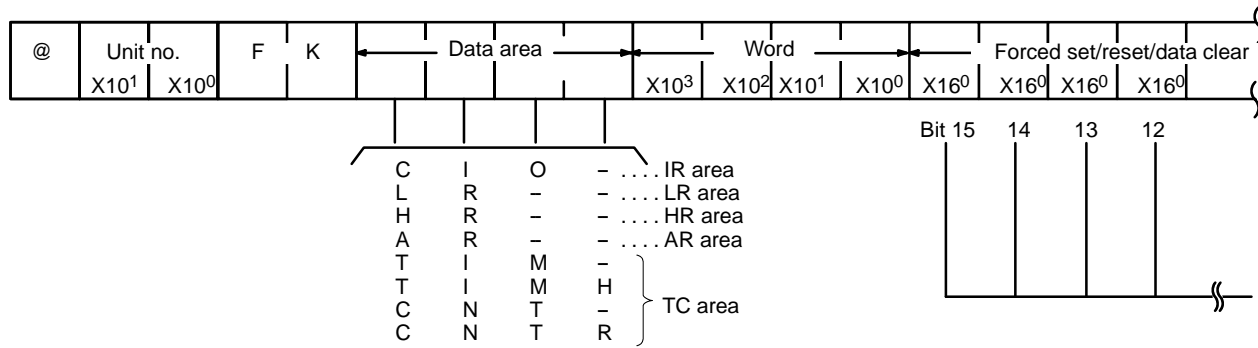 @ Unit no. F K Data area Word Forced set/reset/data clear
X10¹ X10⁰ X10³ X10² X10¹ X10⁰ X16⁰ X16⁰ X16⁰ X16⁰
Bit 15 14 13 12
C I O – . . . . IR area
L R – – . . . . LR area
H R – – . . . . HR area
A R – – . . . . AR area
T I M –
T I M H
TC area
C N T –
C N T R